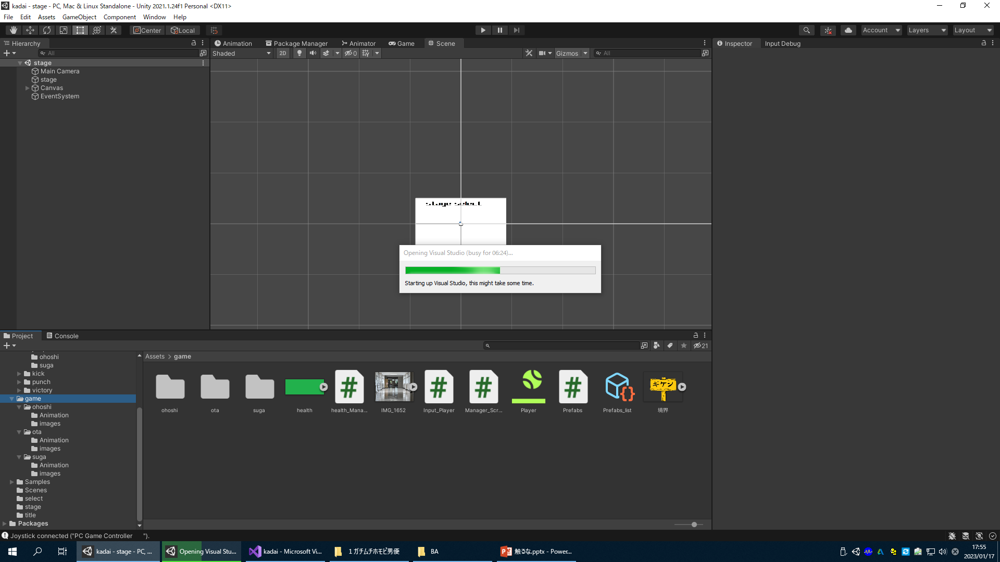 kadai - stage - PC, Mac & Linux Standalone - Unity 2021.1.24f1 Personal <DX11>
File Edit Assets GameObject Component Window Help
Center Local Account Layers Layout
Hierarchy
All
stage
Main Camera
stage
Canvas
EventSystem
Animation Package Manager Animator Game Scene
Shaded 2D 0 Gizmos All
Stage Select
Inspector Input Debug
Opening Visual Studio (busy for 06:24)...
Starting up Visual Studio, this might take some time.
Project Console
21
ohoshi
suga
kick
punch
victory
game
ohoshi
Animation
images
ota
Animation
images
suga
Animation
images
Samples
Scenes
select
stage
title
Packages
Assets > game
キケン
ohoshi ota suga health health_Mana... IMG_1652 Input_Player Manager_Scr... Player Prefabs Prefabs_list 境界
Joystick connected ("PC Game Controller ").
kadai - stage - PC, ... Opening Visual Stu... kadai - Microsoft Vi... 1 ガチムチホモビ男優 BA 触るな.pptx - Power...
17:55
2023/01/17